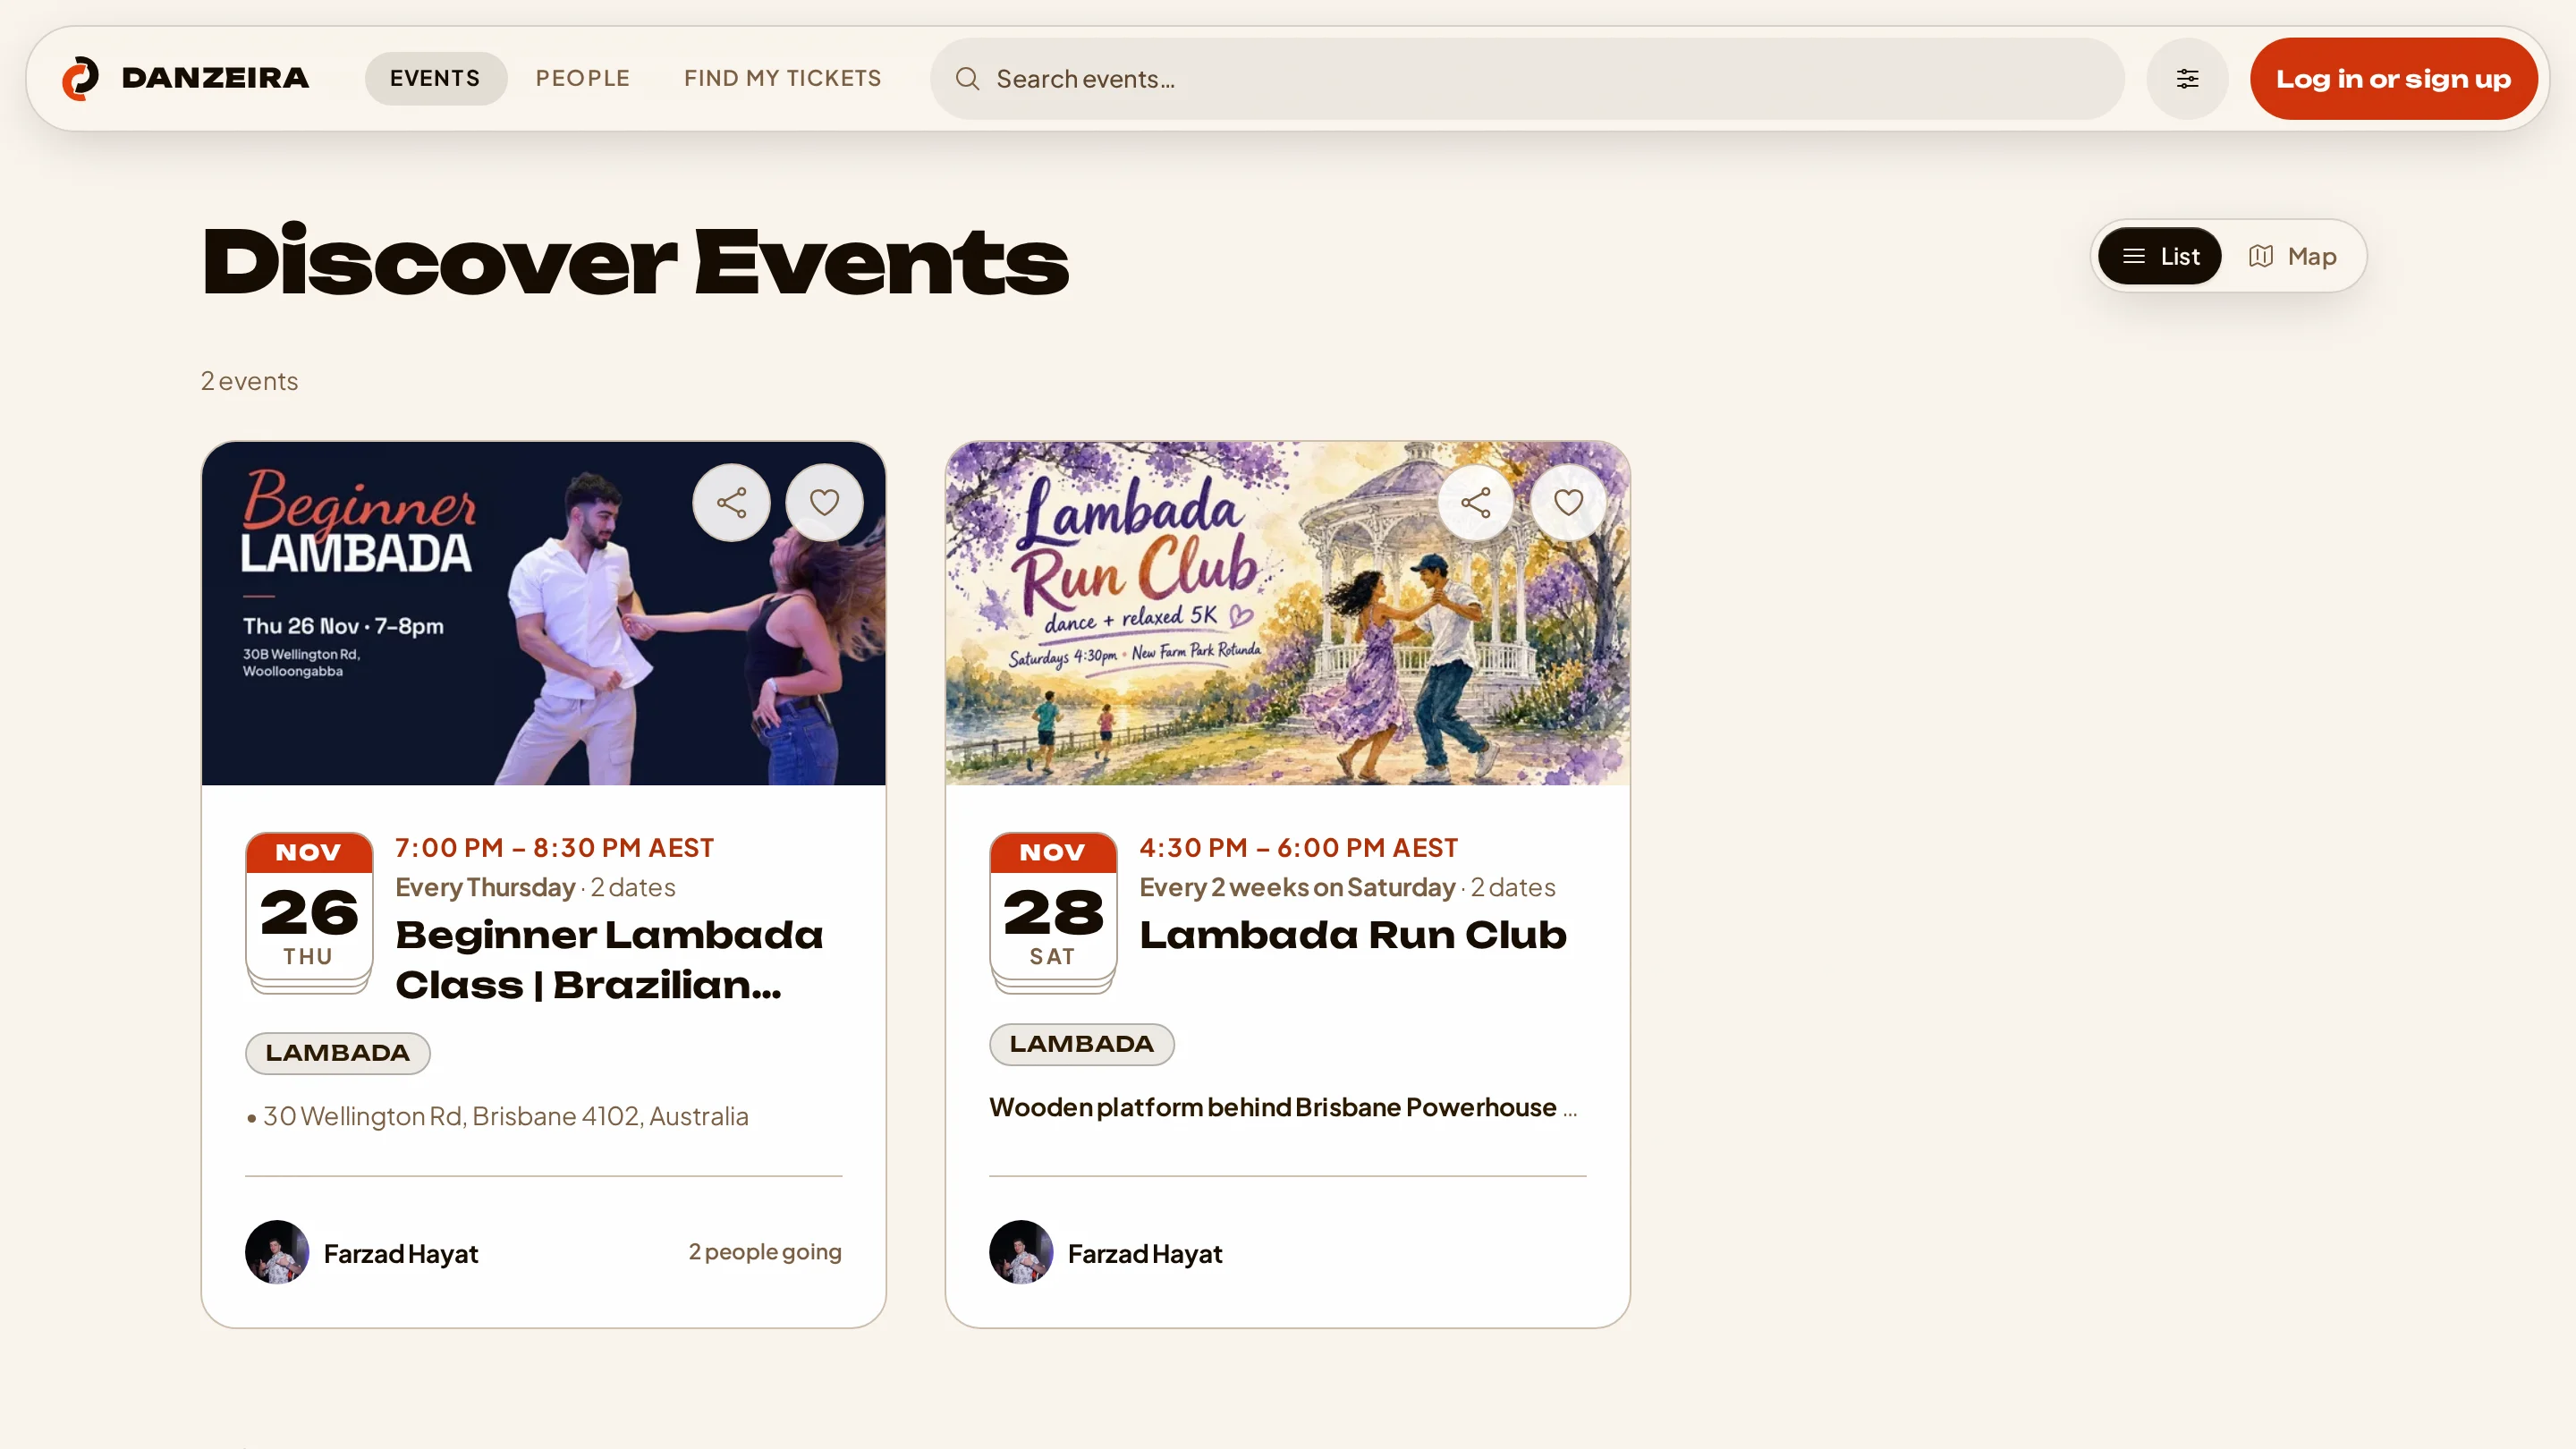 DANZEIRA
EVENTS
PEOPLE
FIND MY TICKETS
Search events...
Log in or sign up
Discover Events
List
Map
2 events
Beginner
LAMBADA
Thu 26 Nov • 7–8pm
30B Wellington Rd,
Woolloongabba
NOV
26
THU
7:00 PM – 8:30 PM AEST
Every Thursday · 2 dates
Beginner Lambada
Class | Brazilian...
LAMBADA
• 30 Wellington Rd, Brisbane 4102, Australia
Farzad Hayat
2 people going
Lambada
Run Club
dance + relaxed 5K
Saturdays 4:30pm • New Farm Park Rotunda
NOV
28
SAT
4:30 PM – 6:00 PM AEST
Every 2 weeks on Saturday · 2 dates
Lambada Run Club
LAMBADA
Wooden platform behind Brisbane Powerhouse ...
Farzad Hayat